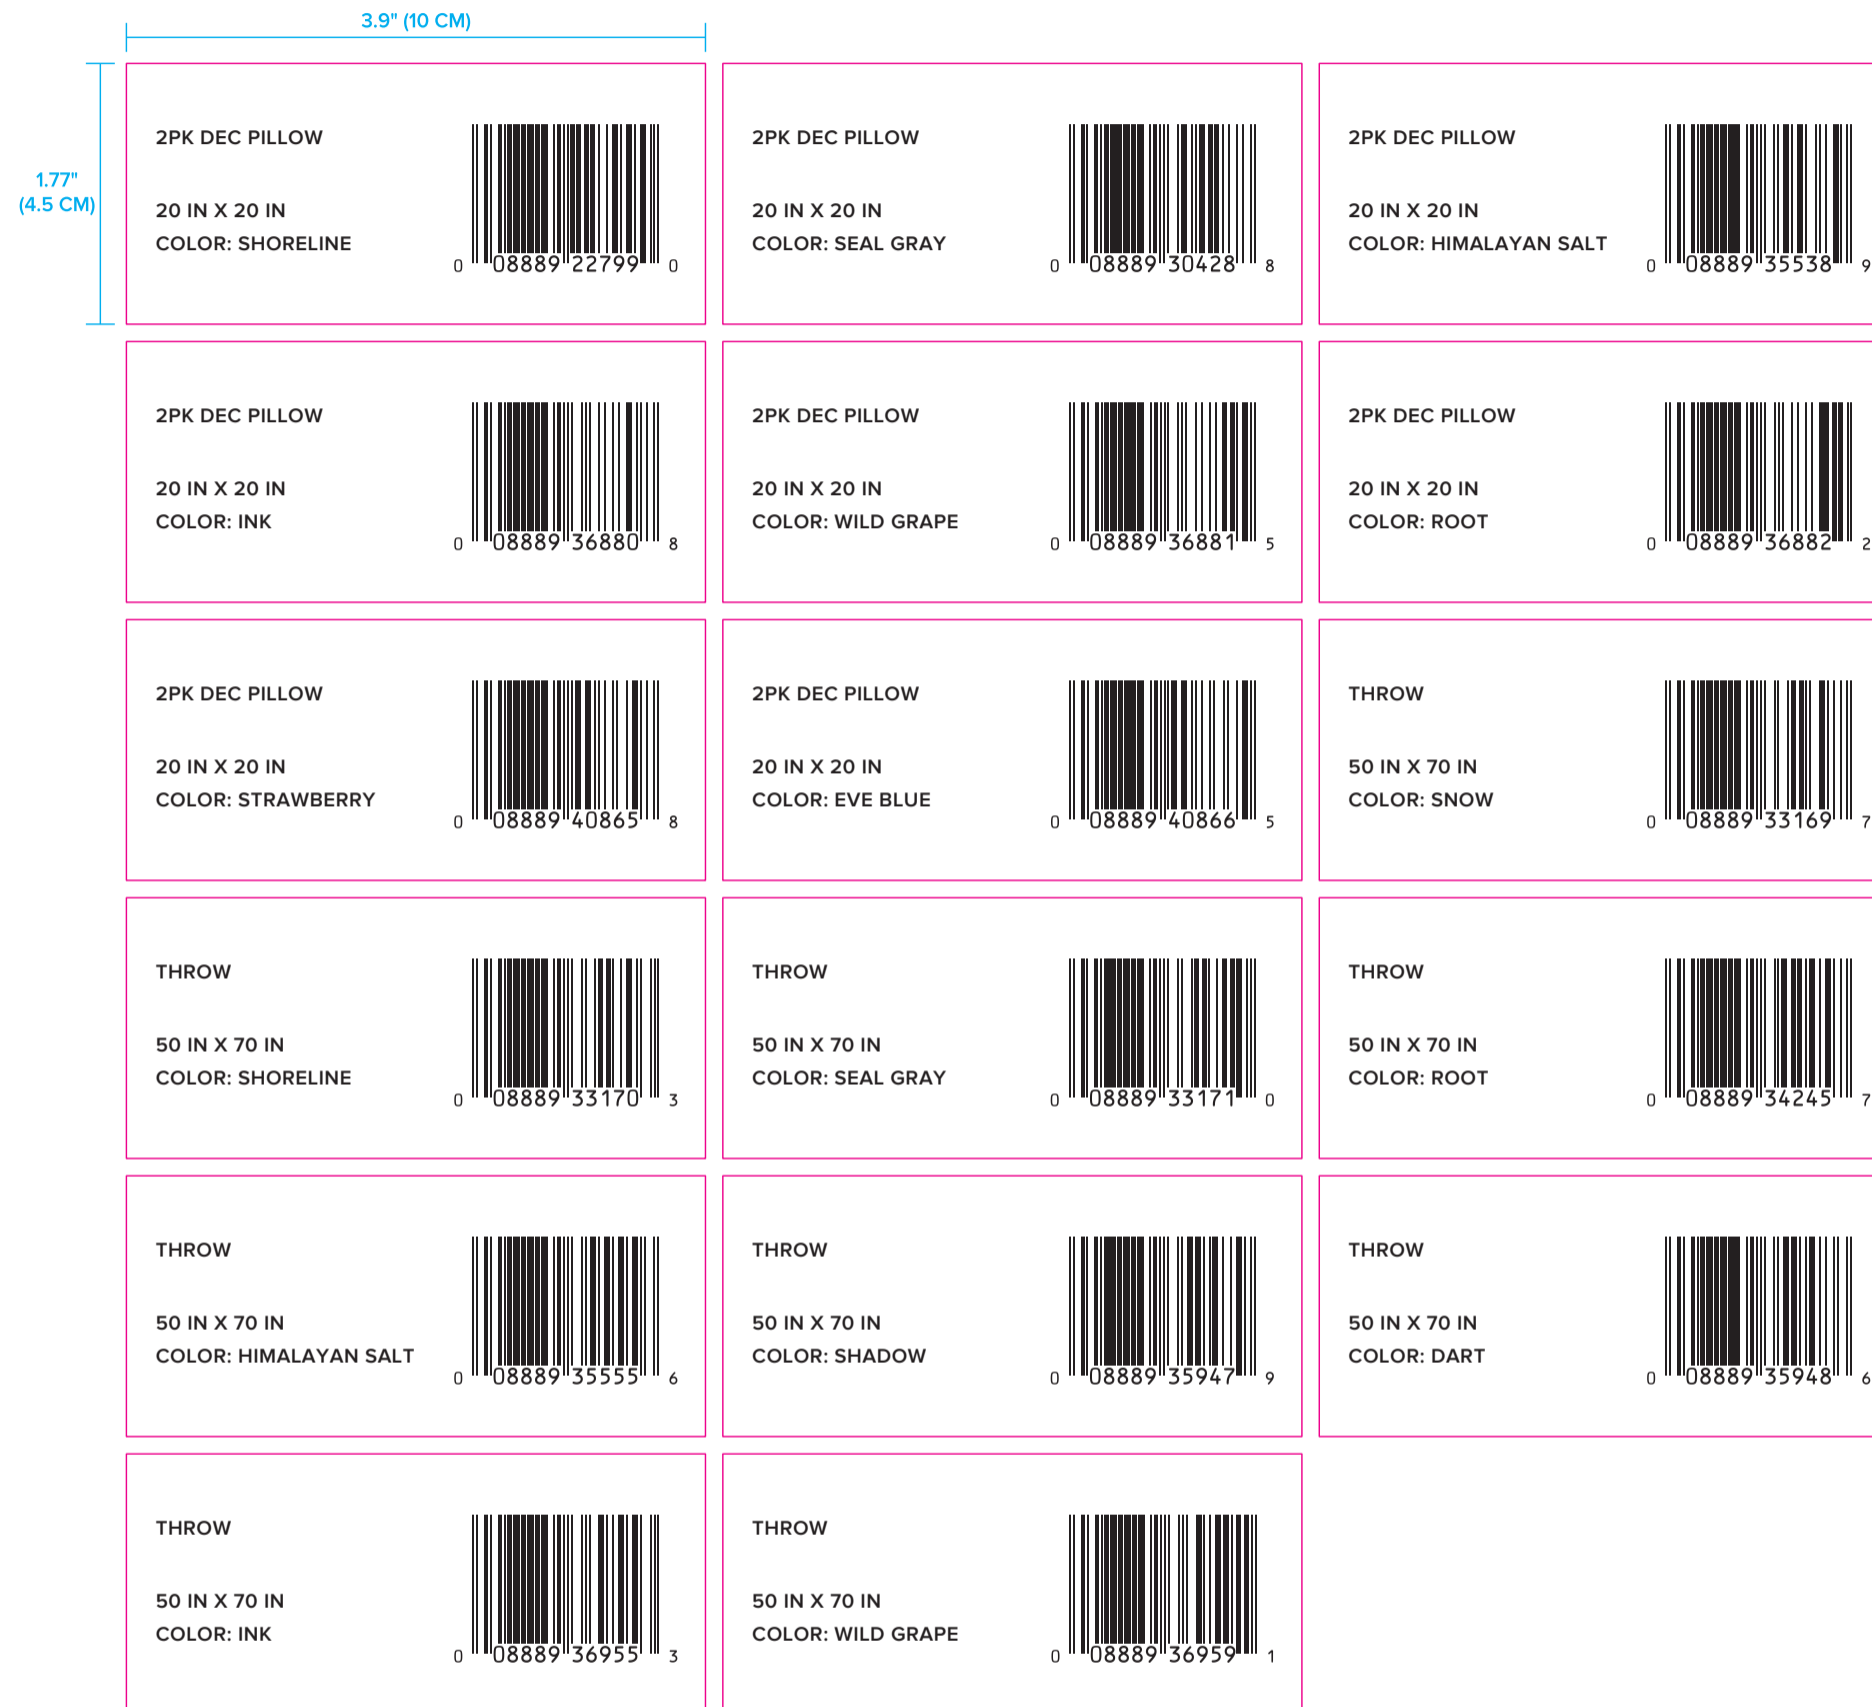 3.9" (10 CM)
1.77"
(4.5 CM)
2PK DEC PILLOW
20 IN X 20 IN
COLOR: SHORELINE
0 08889 22799 0
2PK DEC PILLOW
20 IN X 20 IN
COLOR: SEAL GRAY
0 08889 30428 8
2PK DEC PILLOW
20 IN X 20 IN
COLOR: HIMALAYAN SALT
0 08889 35538 9
2PK DEC PILLOW
20 IN X 20 IN
COLOR: INK
0 08889 36880 8
2PK DEC PILLOW
20 IN X 20 IN
COLOR: WILD GRAPE
0 08889 36881 5
2PK DEC PILLOW
20 IN X 20 IN
COLOR: ROOT
0 08889 36882 2
2PK DEC PILLOW
20 IN X 20 IN
COLOR: STRAWBERRY
0 08889 40865 8
2PK DEC PILLOW
20 IN X 20 IN
COLOR: EVE BLUE
0 08889 40866 5
THROW
50 IN X 70 IN
COLOR: SNOW
0 08889 33169 7
THROW
50 IN X 70 IN
COLOR: SHORELINE
0 08889 33170 3
THROW
50 IN X 70 IN
COLOR: SEAL GRAY
0 08889 33171 0
THROW
50 IN X 70 IN
COLOR: ROOT
0 08889 34245 7
THROW
50 IN X 70 IN
COLOR: HIMALAYAN SALT
0 08889 35555 6
THROW
50 IN X 70 IN
COLOR: SHADOW
0 08889 35947 9
THROW
50 IN X 70 IN
COLOR: DART
0 08889 35948 6
THROW
50 IN X 70 IN
COLOR: INK
0 08889 36955 3
THROW
50 IN X 70 IN
COLOR: WILD GRAPE
0 08889 36959 1